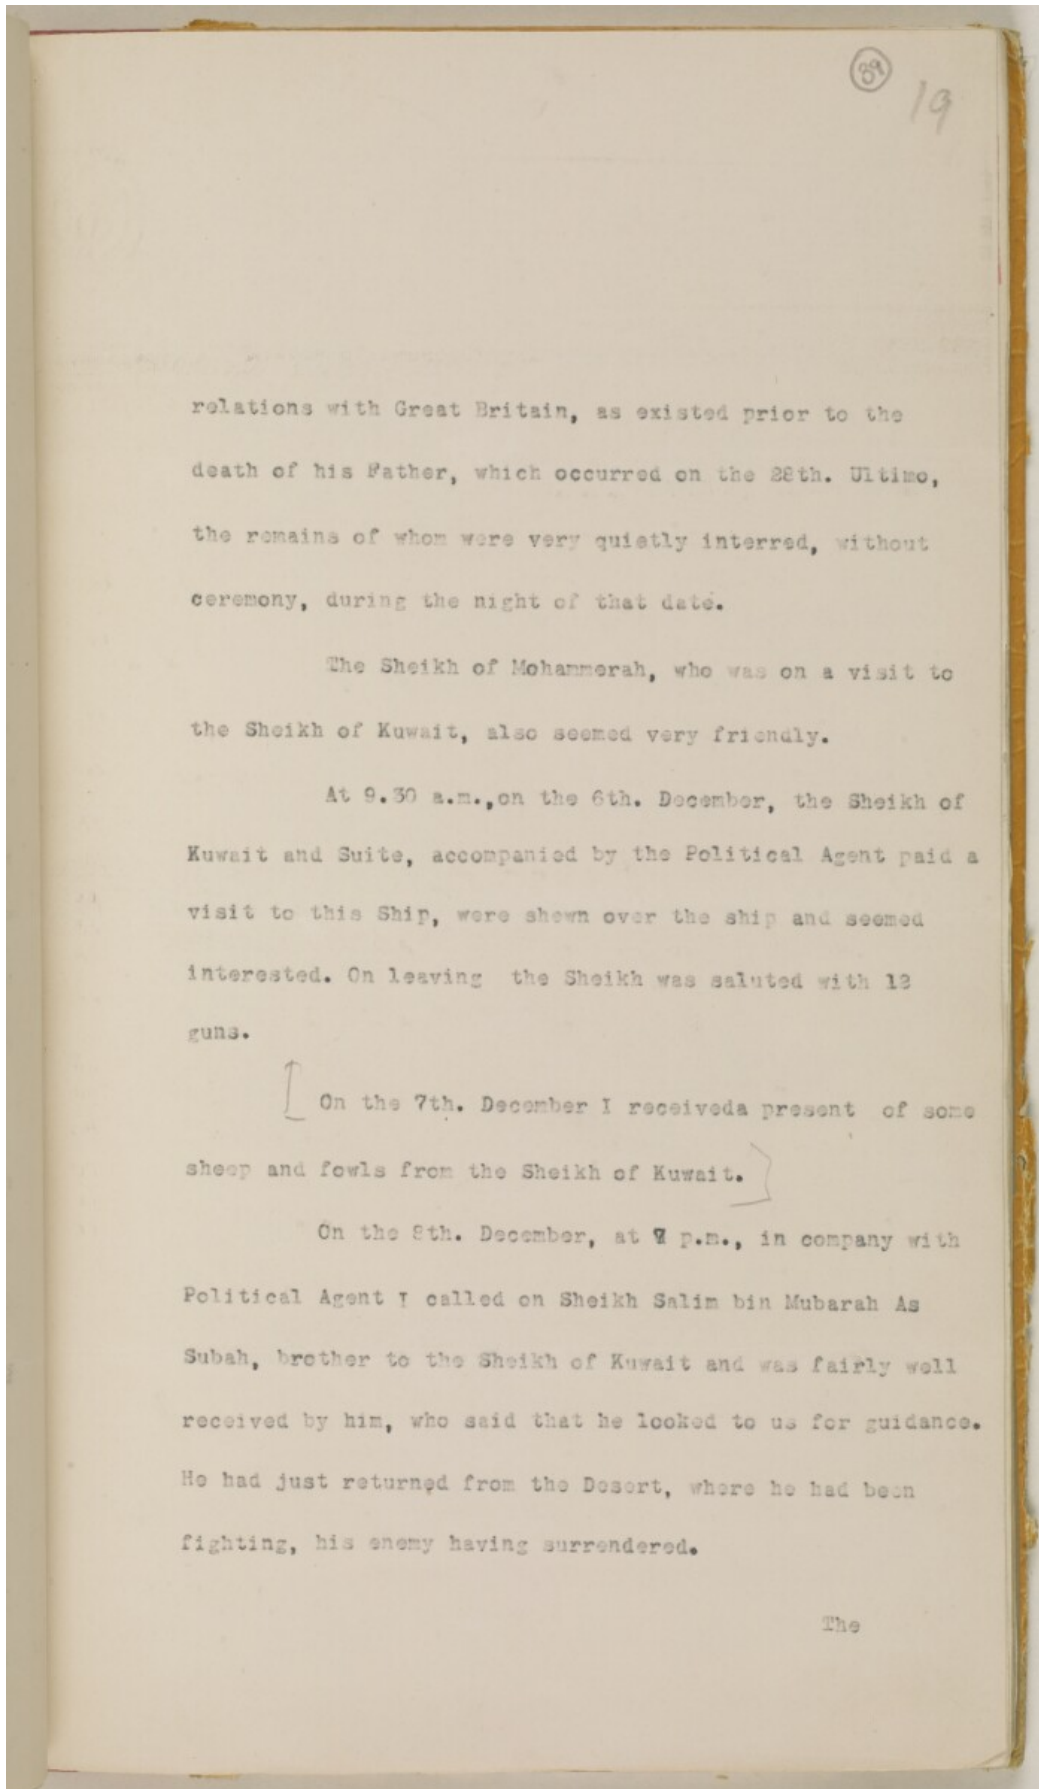 89
19
relations with Great Britain, as existed prior to the
death of his Father, which occurred on the 28th. Ultimo,
the remains of whom were very quietly interred, without
ceremony, during the night of that date.
The Sheikh of Mohammerah, who was on a visit to
the Sheikh of Kuwait, also seemed very friendly.
At 9.30 a.m.,on the 6th. December, the Sheikh of
Kuwait and Suite, accompanied by the Political Agent paid a
visit to this Ship, were shewn over the ship and seemed
interested. On leaving the Sheikh was saluted with 12
guns.
[ On the 7th. December I receiveda present of some
sheep and fowls from the Sheikh of Kuwait. ]
On the 8th. December, at p.m., in company with
Political Agent I called on Sheikh Salim bin Mubarah As
Subah, brother to the Sheikh of Kuwait and was fairly well
received by him, who said that he looked to us for guidance.
He had just returned from the Desert, where he had been
fighting, his enemy having surrendered.
The